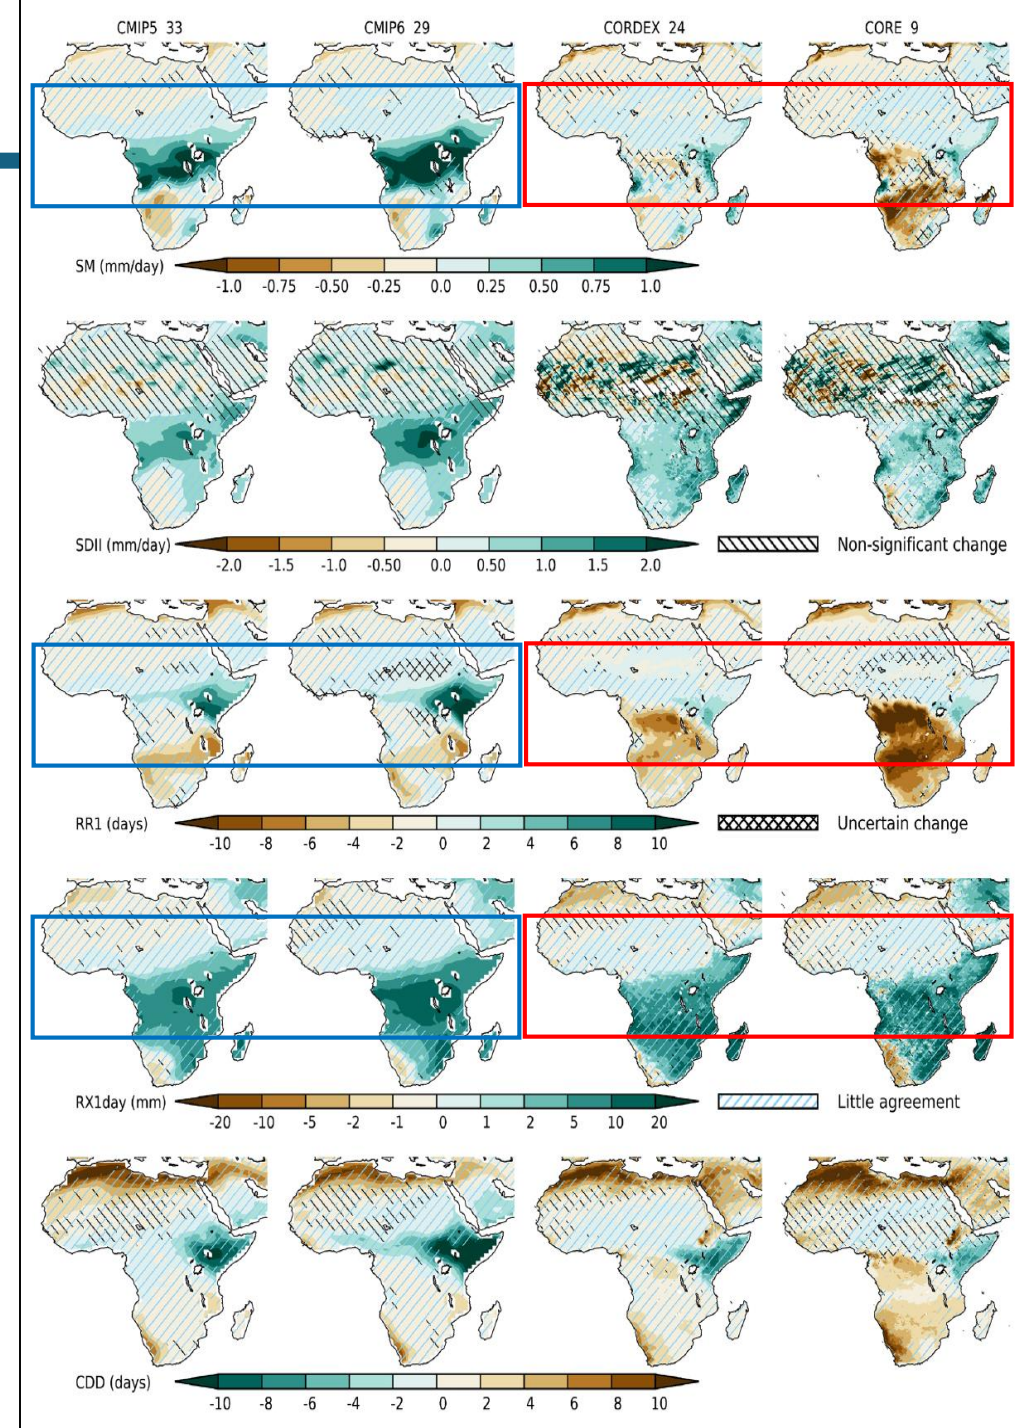 CMIP5 33 CMIP6 29 CORDEX 24 CORE 9
SM (mm/day)
-1.0 -0.75 -0.50 -0.25 0.0 0.25 0.50 0.75 1.0
SDII (mm/day) Non-significant change
-2.0 -1.5 -1.0 -0.50 0.0 0.50 1.0 1.5 2.0
RR1 (days) Uncertain change
-10 -8 -6 -4 -2 0 2 4 6 8 10
RX1day (mm) Little agreement
-20 -10 -5 -2 -1 0 1 2 5 10 20
CDD (days)
-10 -8 -6 -4 -2 0 2 4 6 8 10